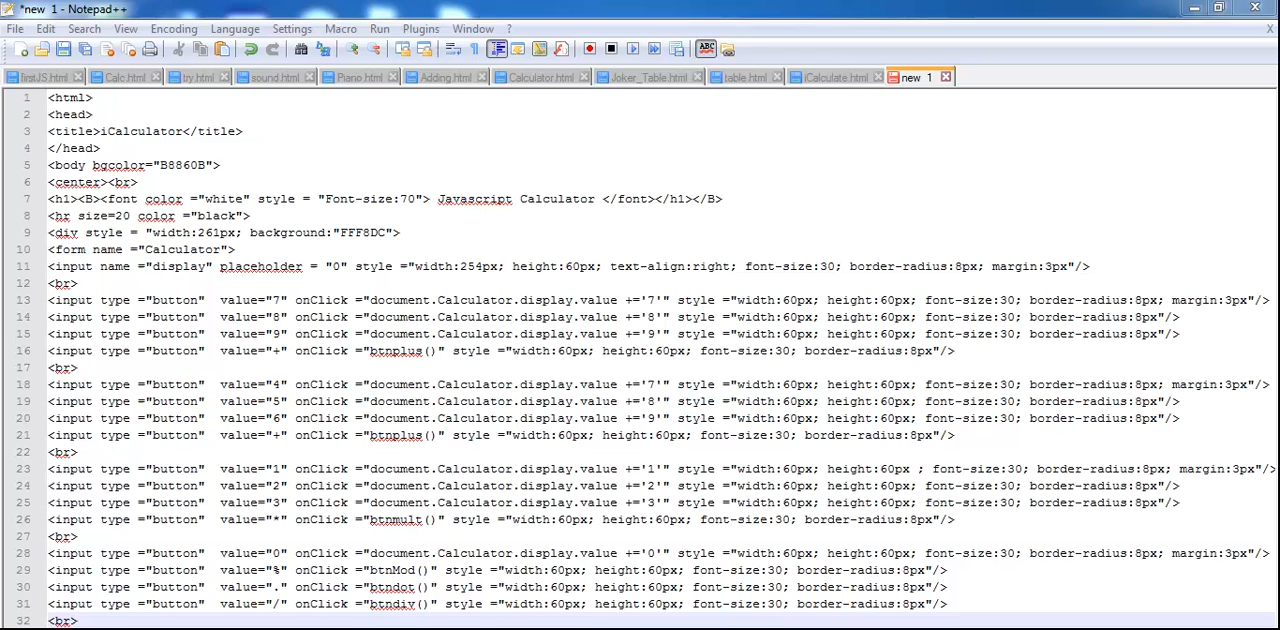 *new 1 - Notepad++
File Edit Search View Encoding Language Settings Macro Run Plugins Window ? X
firstJS.html Calc.html try.html sound.html Piano.html Adding.html Calculator.html Joker_Table.html table.html iCalculate.html new 1
1 <html>
2 <head>
3 <title>iCalculator</title>
4 </head>
5 <body bgcolor="B8860B">
6 <center><br>
7 <h1><B><font color ="white" style = "Font-size:70"> Javascript Calculator </font></h1></B>
8 <hr size=20 color ="black">
9 <div style = "width:261px; background:"FFF8DC">
10 <form name ="Calculator">
11 <input name ="display" placeholder = "0" style ="width:254px; height:60px; text-align:right; font-size:30; border-radius:8px; margin:3px"/>
12 <br>
13 <input type ="button" value="7" onClick ="document.Calculator.display.value +='7'" style ="width:60px; height:60px; font-size:30; border-radius:8px; margin:3px"/>
14 <input type ="button" value="8" onClick ="document.Calculator.display.value +='8'" style ="width:60px; height:60px; font-size:30; border-radius:8px"/>
15 <input type ="button" value="9" onClick ="document.Calculator.display.value +='9'" style ="width:60px; height:60px; font-size:30; border-radius:8px"/>
16 <input type ="button" value="+" onClick ="btnplus()" style ="width:60px; height:60px; font-size:30; border-radius:8px"/>
17 <br>
18 <input type ="button" value="4" onClick ="document.Calculator.display.value +='7'" style ="width:60px; height:60px; font-size:30; border-radius:8px; margin:3px"/>
19 <input type ="button" value="5" onClick ="document.Calculator.display.value +='8'" style ="width:60px; height:60px; font-size:30; border-radius:8px"/>
20 <input type ="button" value="6" onClick ="document.Calculator.display.value +='9'" style ="width:60px; height:60px; font-size:30; border-radius:8px"/>
21 <input type ="button" value="+" onClick ="btnplus()" style ="width:60px; height:60px; font-size:30; border-radius:8px"/>
22 <br>
23 <input type ="button" value="1" onClick ="document.Calculator.display.value +='1'" style ="width:60px; height:60px ; font-size:30; border-radius:8px; margin:3px"/>
24 <input type ="button" value="2" onClick ="document.Calculator.display.value +='2'" style ="width:60px; height:60px; font-size:30; border-radius:8px"/>
25 <input type ="button" value="3" onClick ="document.Calculator.display.value +='3'" style ="width:60px; height:60px; font-size:30; border-radius:8px"/>
26 <input type ="button" value="*" onClick ="btnmult()" style ="width:60px; height:60px; font-size:30; border-radius:8px"/>
27 <br>
28 <input type ="button" value="0" onClick ="document.Calculator.display.value +='0'" style ="width:60px; height:60px; font-size:30; border-radius:8px; margin:3px"/>
29 <input type ="button" value="%" onClick ="btnMod()" style ="width:60px; height:60px; font-size:30; border-radius:8px"/>
30 <input type ="button" value="." onClick ="btndot()" style ="width:60px; height:60px; font-size:30; border-radius:8px"/>
31 <input type ="button" value="/" onClick ="btndiv()" style ="width:60px; height:60px; font-size:30; border-radius:8px"/>
32 <br>